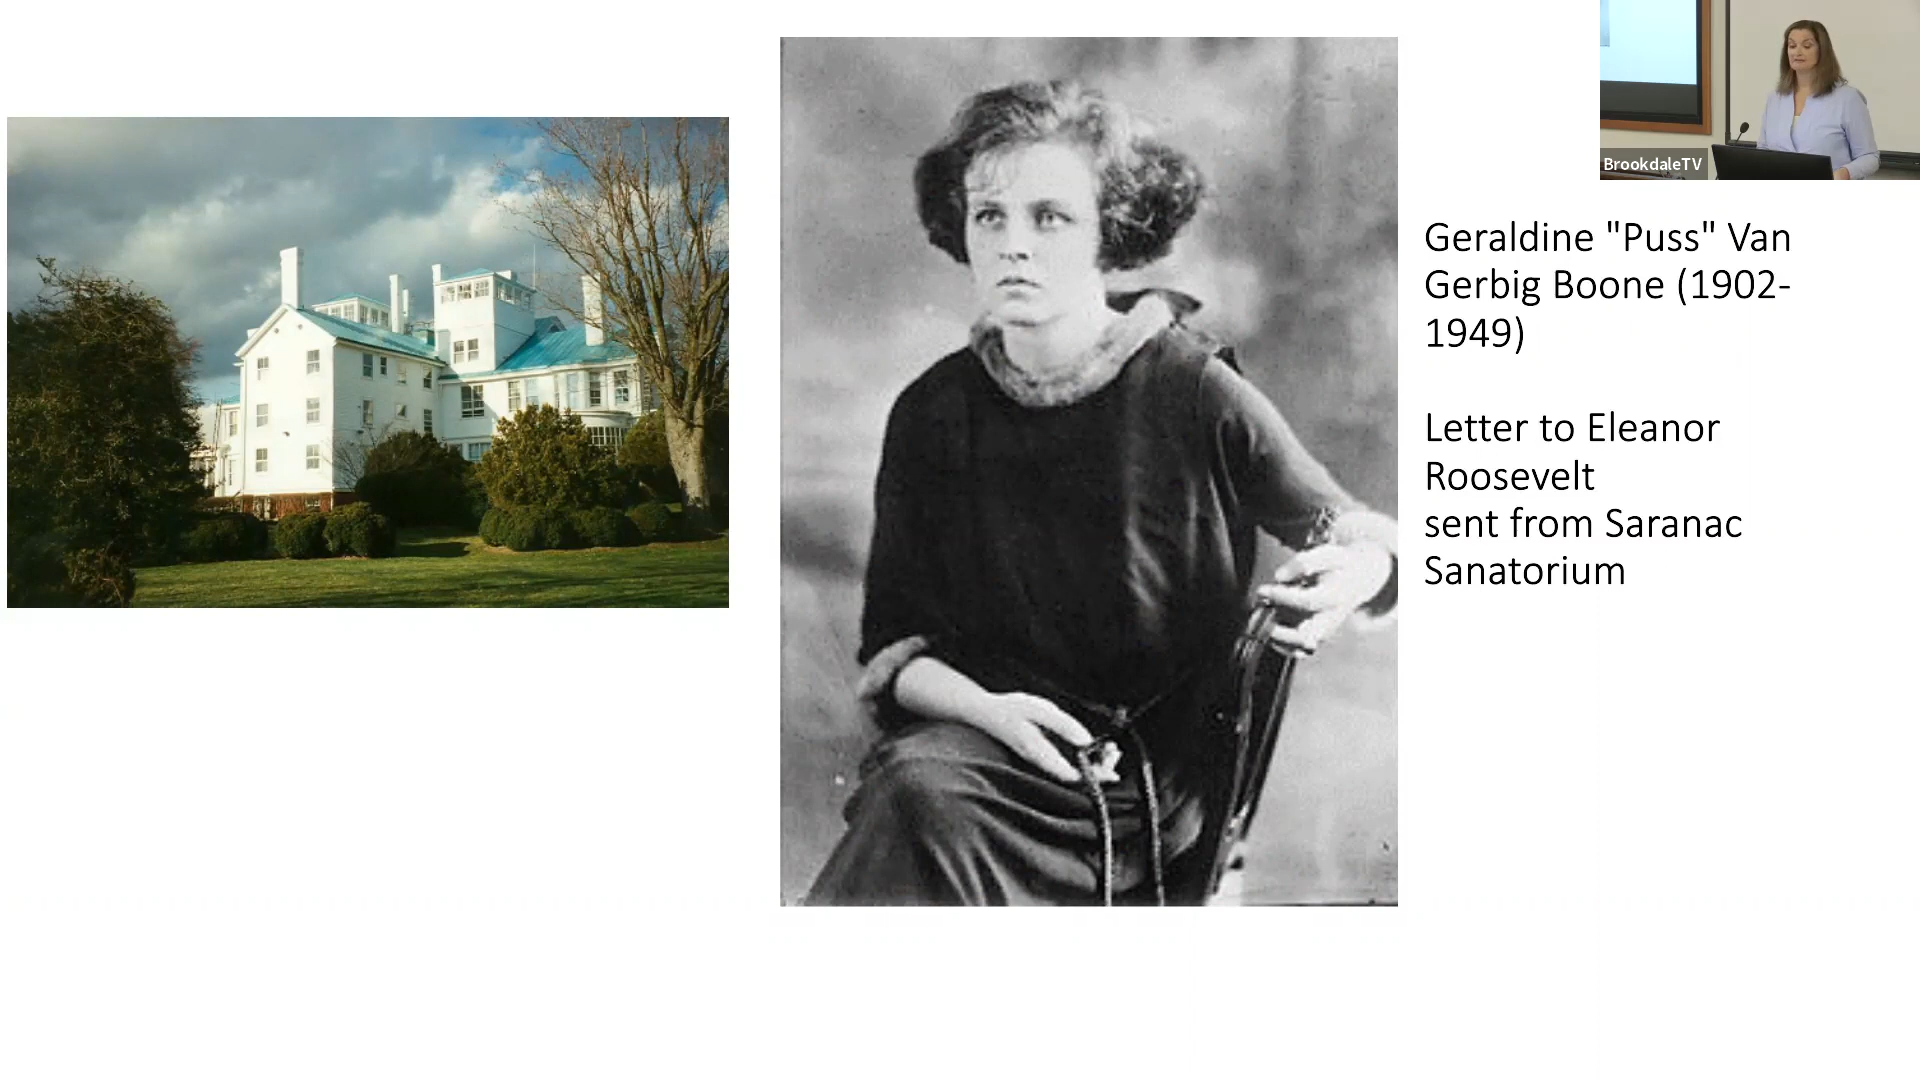 BrookdaleTV
Geraldine "Puss" Van
Gerbig Boone (1902-
1949)
Letter to Eleanor
Roosevelt
sent from Saranac
Sanatorium